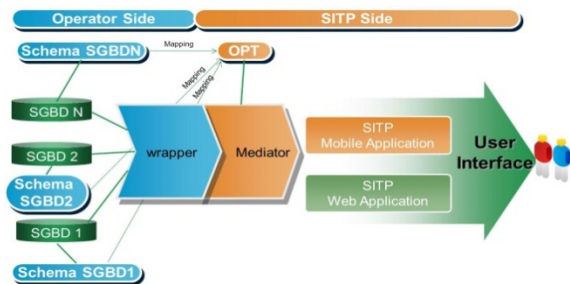 Operator Side
SITP Side
Schema SGBDN
Mapping
OPT
Mapping
Mapping
SGBD N
SGBD 2
Schema
SGBD2
SGBD 1
Schema SGBD1
wrapper
Mediator
SITP
Mobile Application
SITP
Web Application
User
Interface